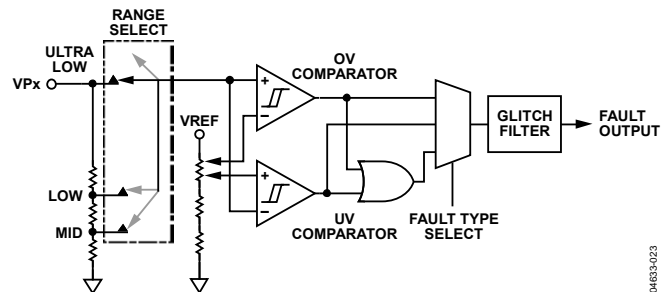 RANGE
SELECT
ULTRA
LOW
VPx
LOW
MID
VREF
+
–
+
–
OV
COMPARATOR
UV
COMPARATOR
FAULT TYPE
SELECT
GLITCH
FILTER
FAULT
OUTPUT
04633-023